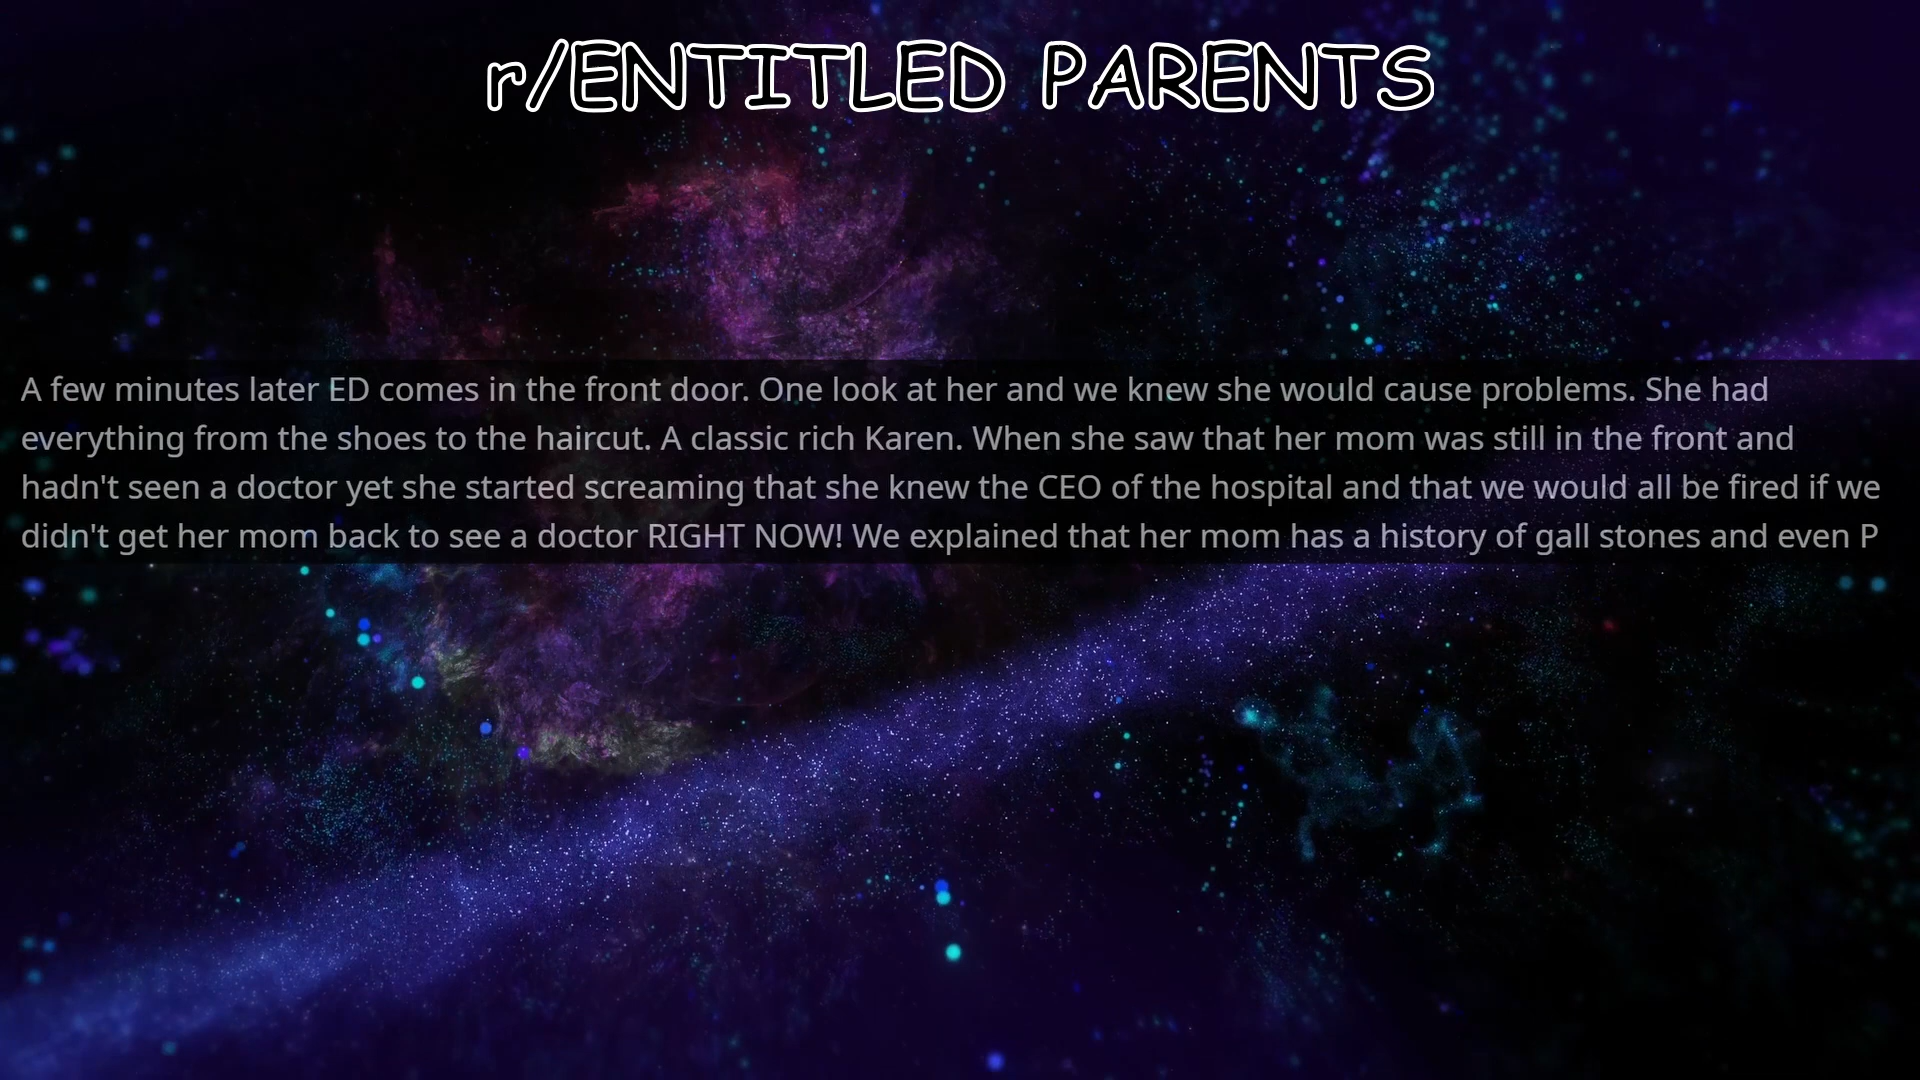 r/ENTITLED PARENTS
A few minutes later ED comes in the front door. One look at her and we knew she would cause problems. She had
everything from the shoes to the haircut. A classic rich Karen. When she saw that her mom was still in the front and
hadn't seen a doctor yet she started screaming that she knew the CEO of the hospital and that we would all be fired if we
didn't get her mom back to see a doctor RIGHT NOW! We explained that her mom has a history of gall stones and even P